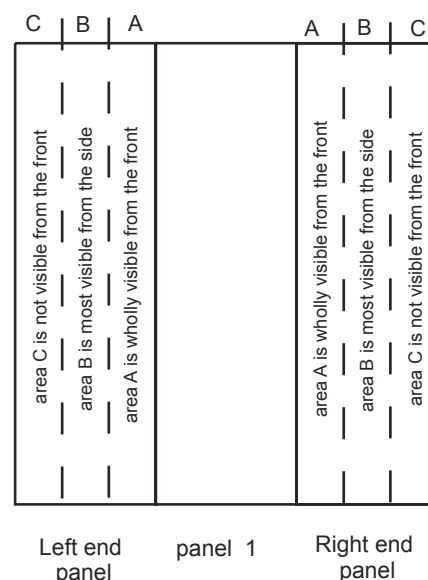 C B A
A B C
area C is not visible from the front
area B is most visible from the side
area A is wholly visible from the front
area A is wholly visible from the front
area B is most visible from the side
area C is not visible from the front
Left end
panel
panel 1
Right end
panel